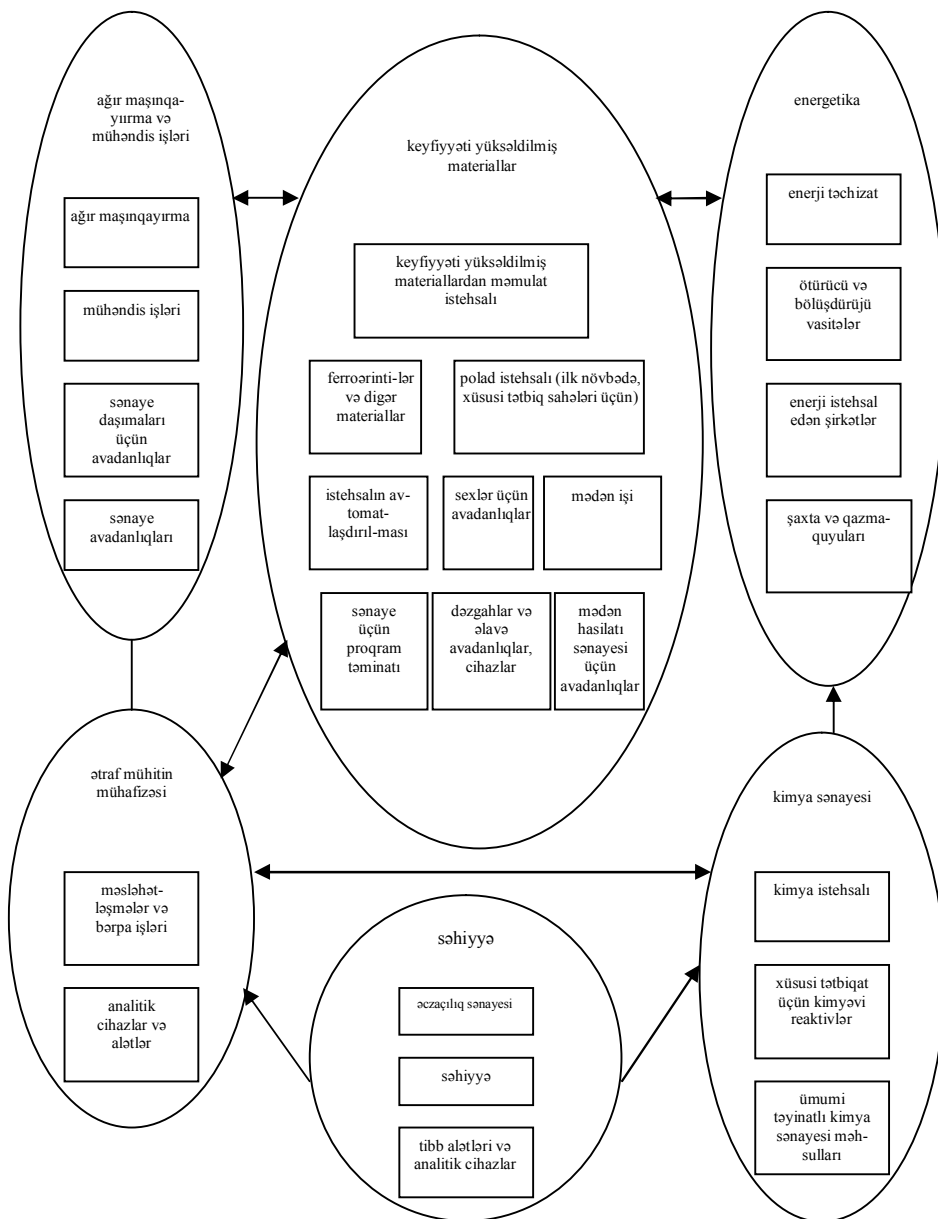 ağır maşınqa-
yıırma və
mühəndis işləri
ağır maşınqayırma
mühəndis işləri
sənaye
daşımaları
üçün
avadanlıqlar
sənaye
avadanlıqları
keyfiyyəti yüksəldilmiş
materiallar
keyfiyyəti yüksəldilmiş
materiallardan məmulat
istehsalı
ferroərinti-lər
və digər
materiallar
polad istehsalı (ilk növbədə,
xüsusi tətbiq sahələri üçün)
istehsalın av-
tomat-
laşdırıl-ması
sexlər üçün
avadanlıqlar
mədən işi
sənaye
üçün
proqram
təminatı
dəzgahlar və
əlavə
avadanlıqlar,
cihazlar
mədən
hasilatı
sənayesi
üçün
avadanlıqlar
energetika
enerji təchizat
ötürücü və
bölüşdürüjü
vasitələr
enerji istehsal
edən şirkətlər
şaxta və qazma-
quyuları
ətraf mühitin
mühafizəsi
məsləhət-
ləşmələr və
bərpa işləri
analitik
cihazlar və
alətlər
səhiyyə
əczaçılıq sənayesi
səhiyyə
tibb alətləri və
analitik cihazlar
kimya sənayesi
kimya istehsalı
xüsusi tətbiqat
üçün kimyəvi
reaktivlər
ümumi
təyinatlı kimya
sənayesi məh-
sulları